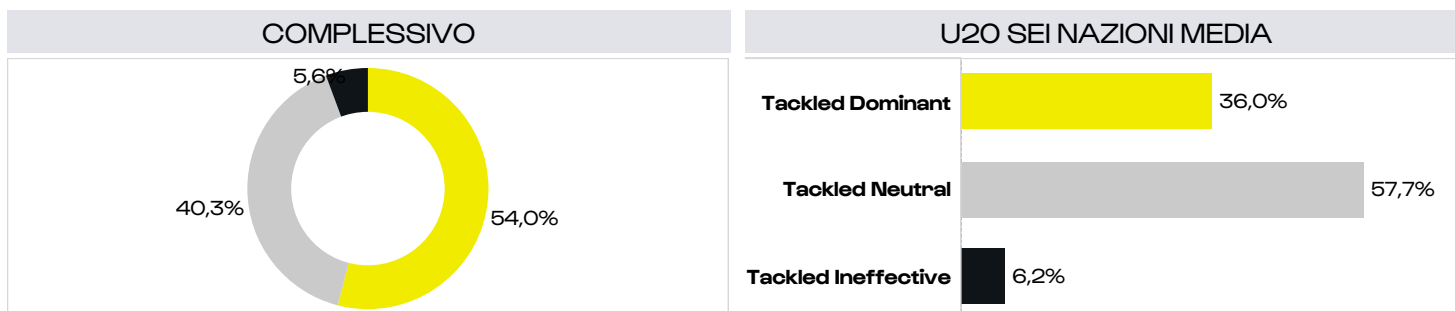 COMPLESSIVO
5,6%
40,3%
54,0%
U20 SEI NAZIONI MEDIA
Tackled Dominant 36,0%
Tackled Neutral 57,7%
Tackled Ineffective 6,2%